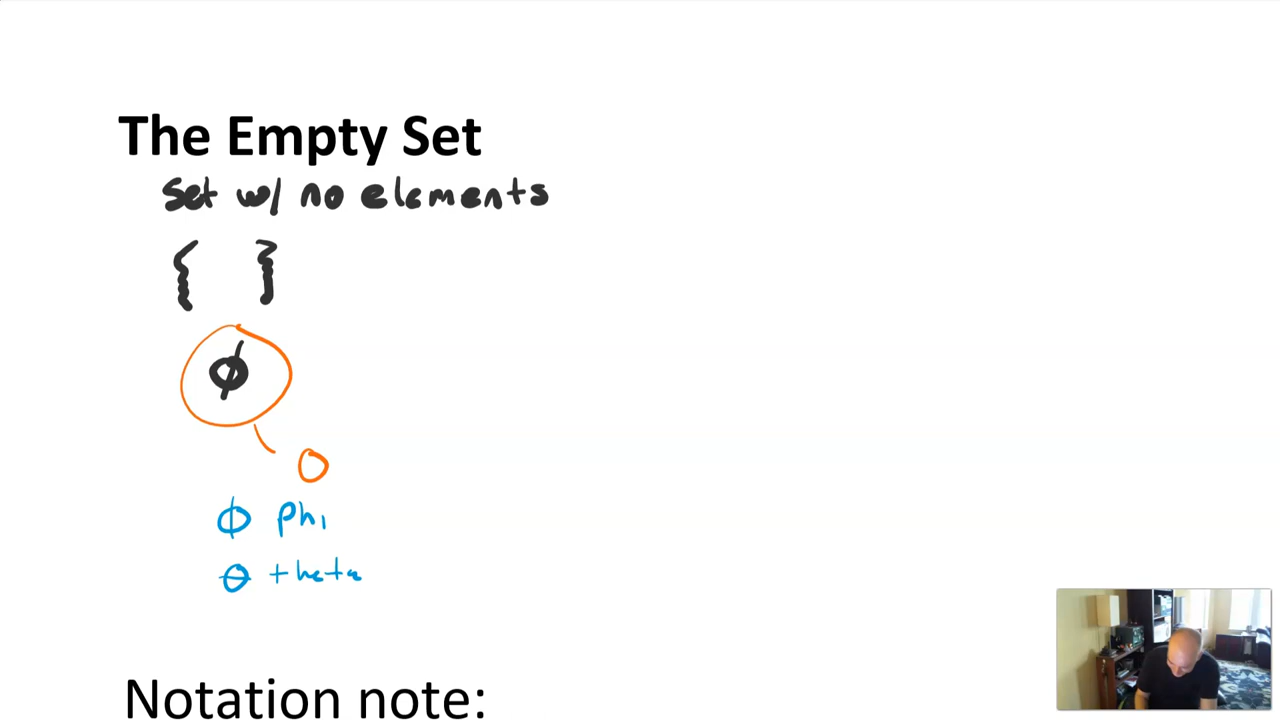 The Empty Set
Set w/ no elements
{ }
∅
0
ϕ phi
θ theta
Notation note: